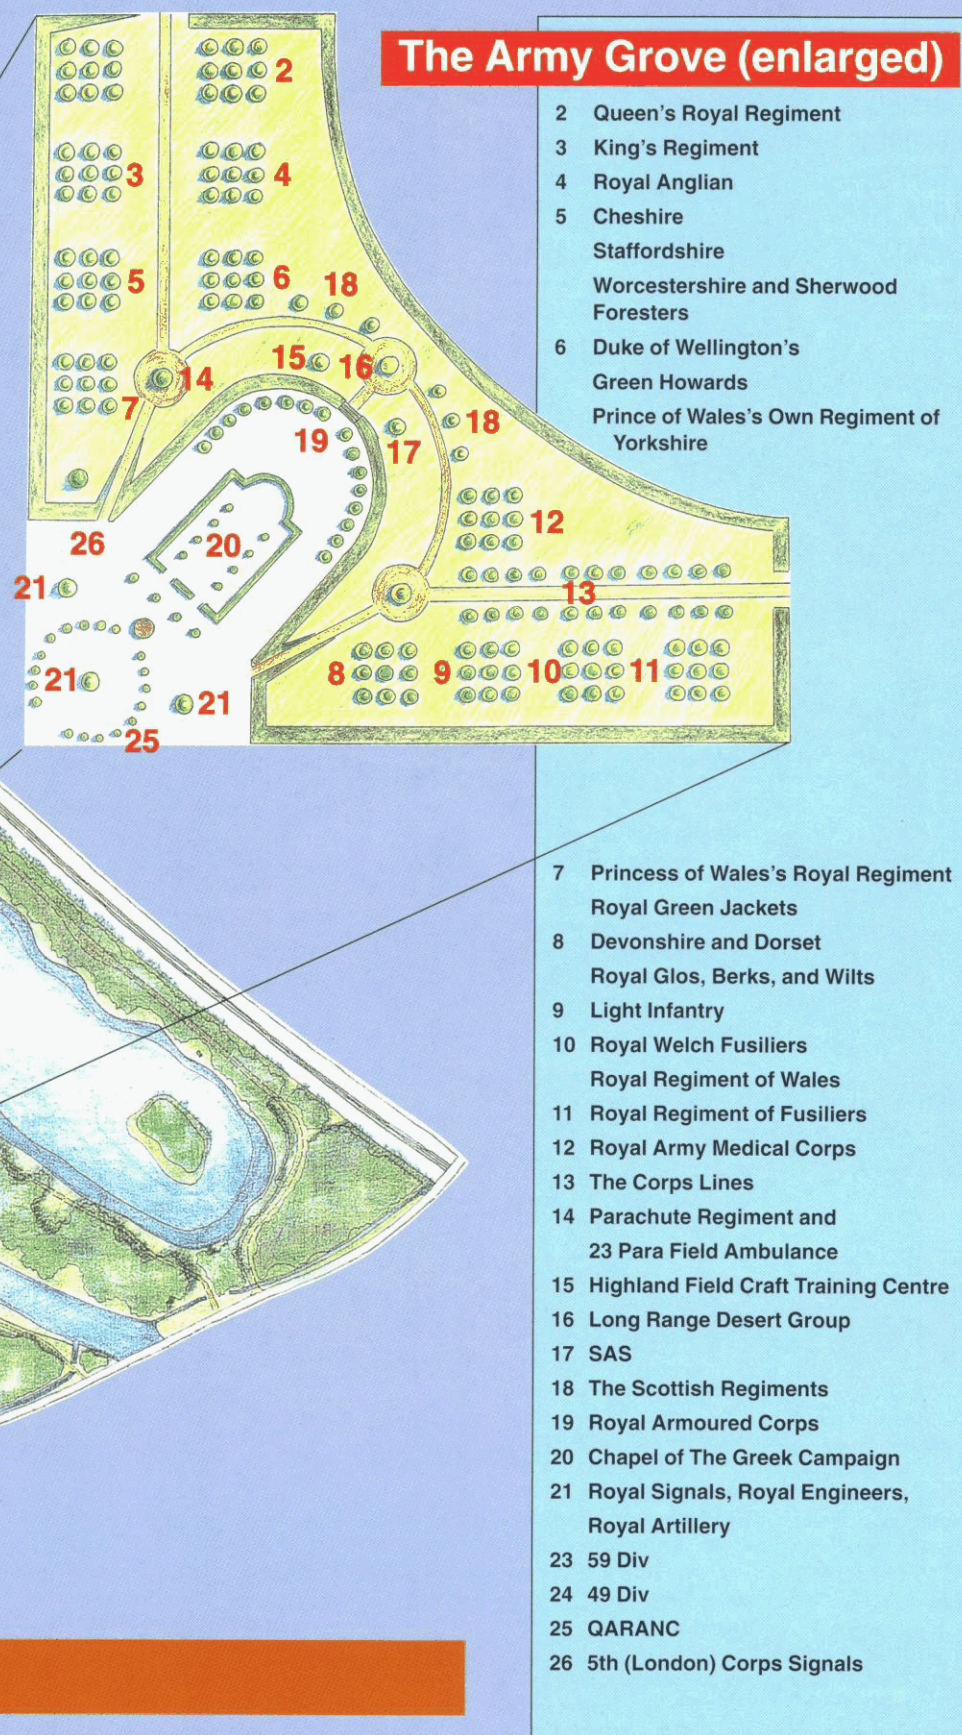 The Army Grove (enlarged)
2 Queen's Royal Regiment
3 King's Regiment
4 Royal Anglian
5 Cheshire
Staffordshire
Worcestershire and Sherwood
Foresters
6 Duke of Wellington's
Green Howards
Prince of Wales's Own Regiment of
Yorkshire
2
3
4
5
6
18
15
16
14
7
19
17
18
26
20
12
21
13
8
9
10
11
21
21
25
7 Princess of Wales's Royal Regiment
Royal Green Jackets
8 Devonshire and Dorset
Royal Glos, Berks, and Wilts
9 Light Infantry
10 Royal Welch Fusiliers
Royal Regiment of Wales
11 Royal Regiment of Fusiliers
12 Royal Army Medical Corps
13 The Corps Lines
14 Parachute Regiment and
23 Para Field Ambulance
15 Highland Field Craft Training Centre
16 Long Range Desert Group
17 SAS
18 The Scottish Regiments
19 Royal Armoured Corps
20 Chapel of The Greek Campaign
21 Royal Signals, Royal Engineers,
Royal Artillery
23 59 Div
24 49 Div
25 QARANC
26 5th (London) Corps Signals